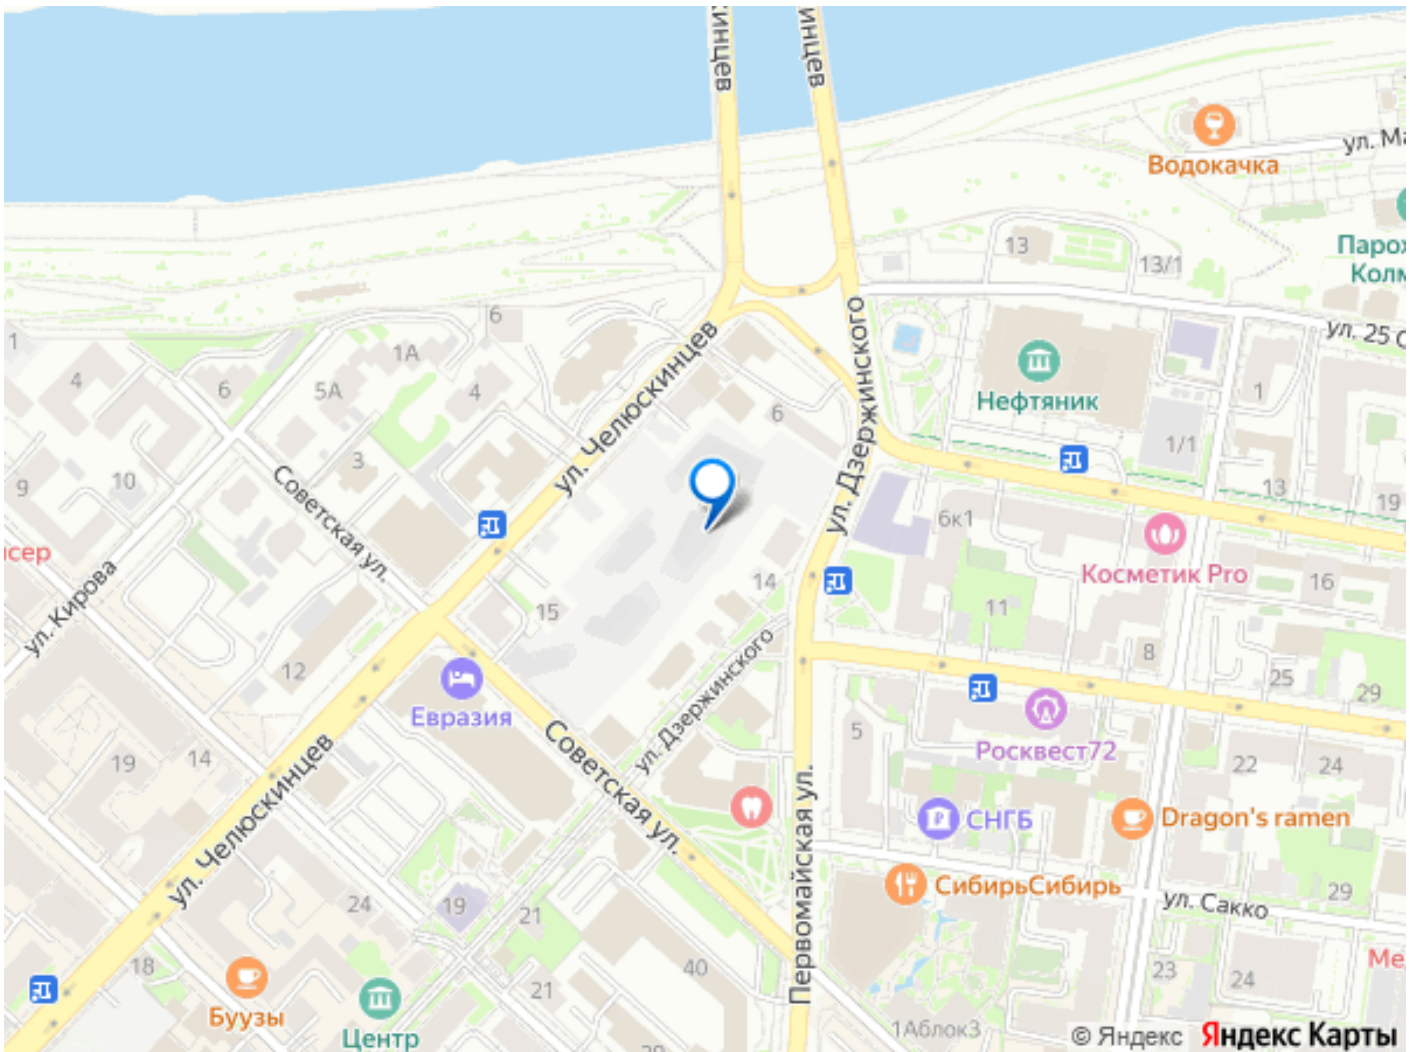 кинцев
инцев
Водокачка
ул. Ма
Парох
Колм
13
13/1
ул. Дзержинского
ул. 25 О
6
1
1А
ул. Челюскинцев
4
6
5А
4
Нефтяник
1
6
1/1
3
10
9
Советская ул.
13
19
6к1
исер
Косметик Pro
ул. Кирова
14
16
15
11
12
8
Евразия
ул. Дзержинского
25
29
5
Росквест72
19
14
Советская ул.
22
24
ул. Челюскинцев
Первомайская ул.
СНГБ
Dragon's ramen
СибирьСибирь
29
ул. Сакко
24
19
21
18
40
23
24
Ме
21
Буузы
Центр
1Аблок3
© Яндекс Яндекс Карты